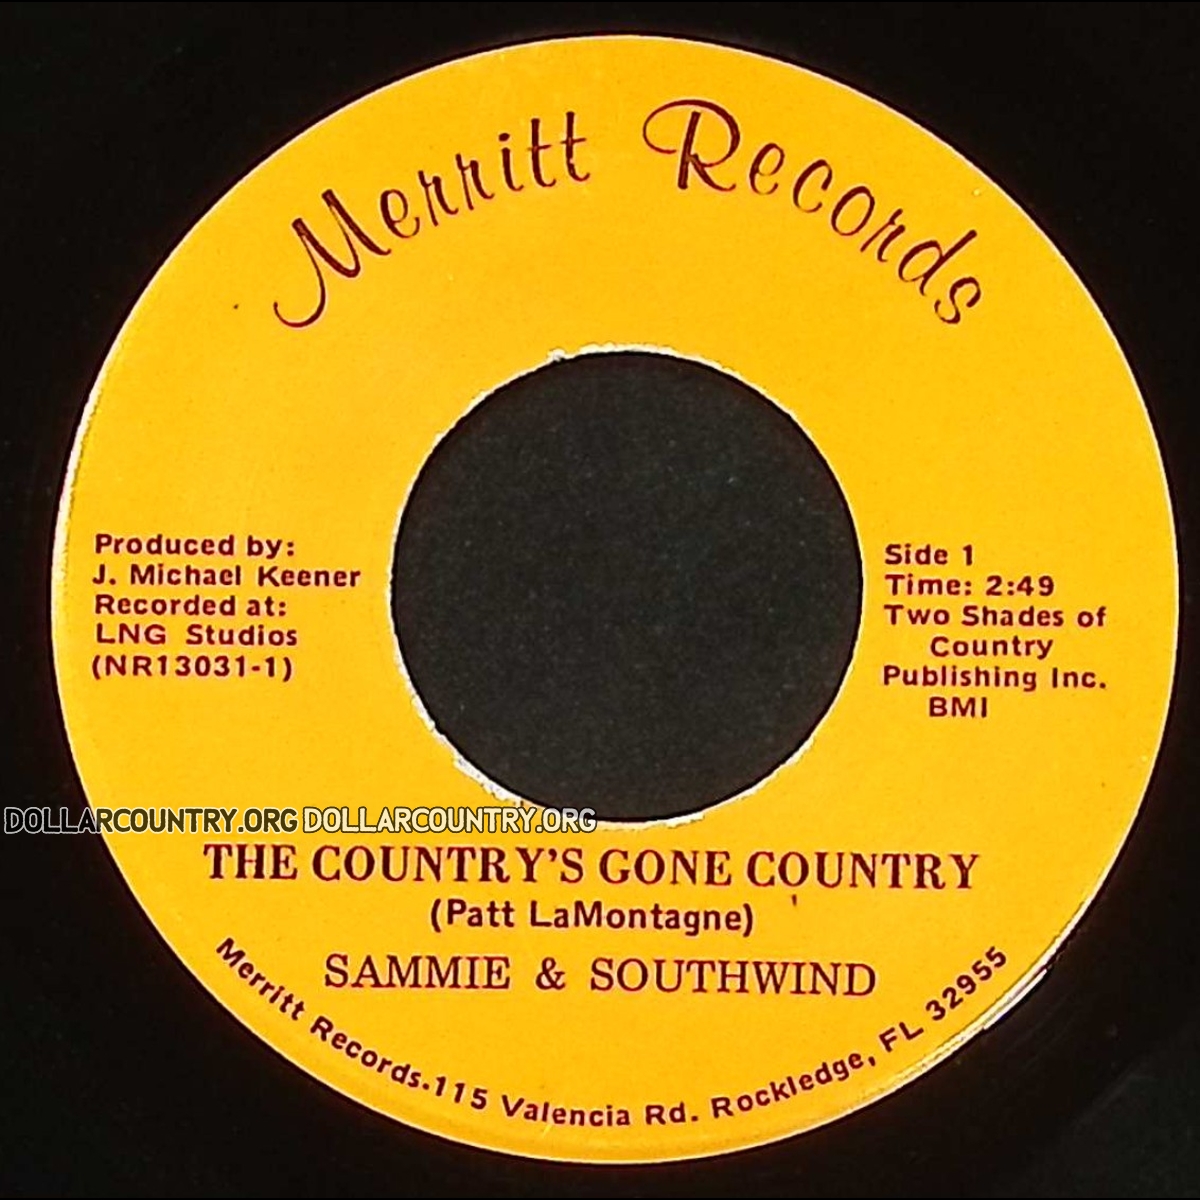 Merritt Records
Produced by:
J. Michael Keener
Recorded at:
LNG Studios
(NR13031-1)
Side 1
Time: 2:49
Two Shades of
Country
Publishing Inc.
BMI
DOLLARCOUNTRY.ORG DOLLARCOUNTRY.ORG
THE COUNTRY'S GONE COUNTRY
(Patt LaMontagne)
SAMMIE & SOUTHWIND
Merritt Records.115 Valencia Rd. Rockledge, FL 32955